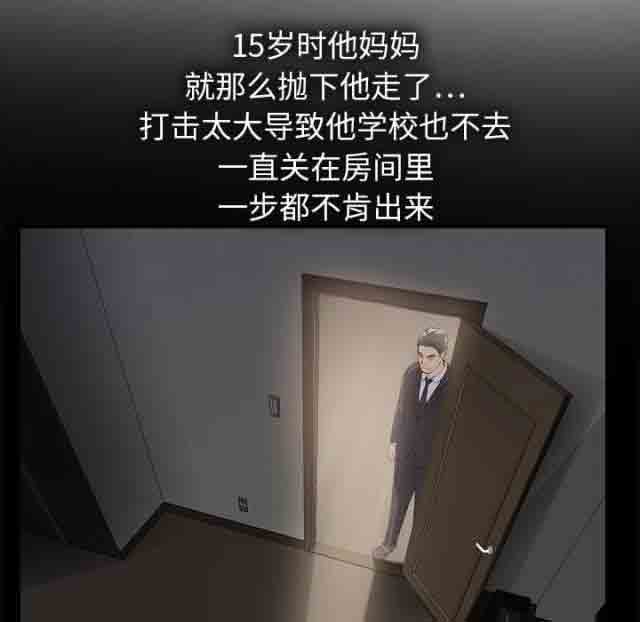 15岁时他妈妈
就那么抛下他走了...
打击太大导致他学校也不去
一直关在房间里
一步都不肯出来